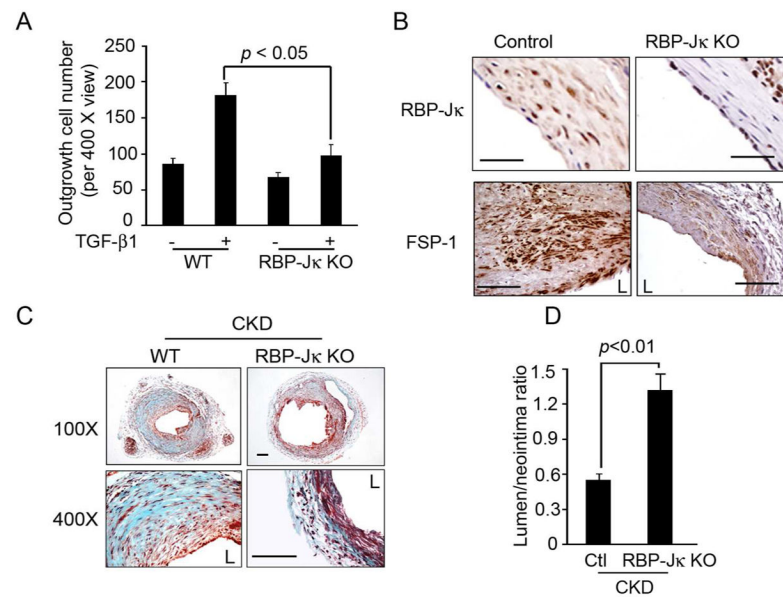 A
p < 0.05
Outgrowth cell number
(per 400 X view)
250
200
150
100
50
0
TGF-β1
- + - +
WT RBP-Jκ KO
B
Control RBP-Jκ KO
RBP-Jκ
FSP-1
L L
C
CKD
WT RBP-Jκ KO
100X
400X
L L
D
p<0.01
Lumen/neointima ratio
1.5
1.2
0.9
0.6
0.3
0
Ctl RBP-Jκ KO
CKD